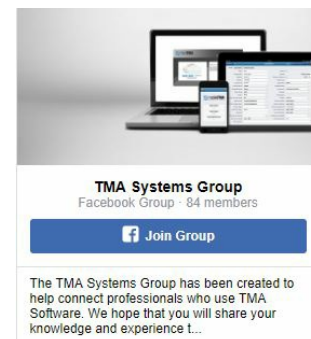 TMA Systems Group
Facebook Group · 84 members
Join Group
The TMA Systems Group has been created to
help connect professionals who use TMA
Software. We hope that you will share your
knowledge and experience t...